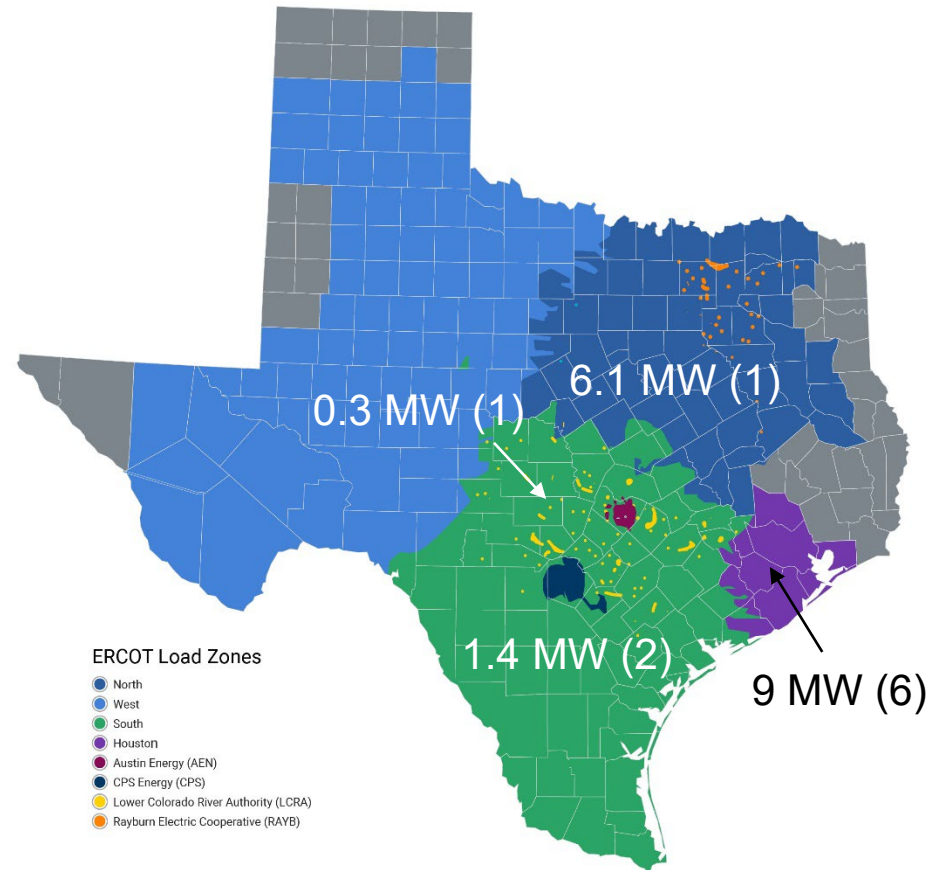 6.1 MW (1)
0.3 MW (1)
1.4 MW (2)
9 MW (6)
ERCOT Load Zones
North
West
South
Houston
Austin Energy (AEN)
CPS Energy (CPS)
Lower Colorado River Authority (LCRA)
Rayburn Electric Cooperative (RAYB)